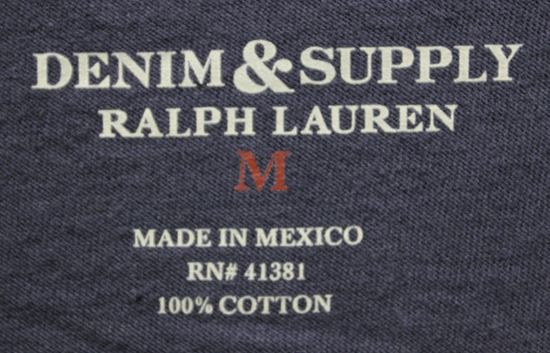 DENIM & SUPPLY
RALPH LAUREN
M
MADE IN MEXICO
RN# 41381
100% COTTON